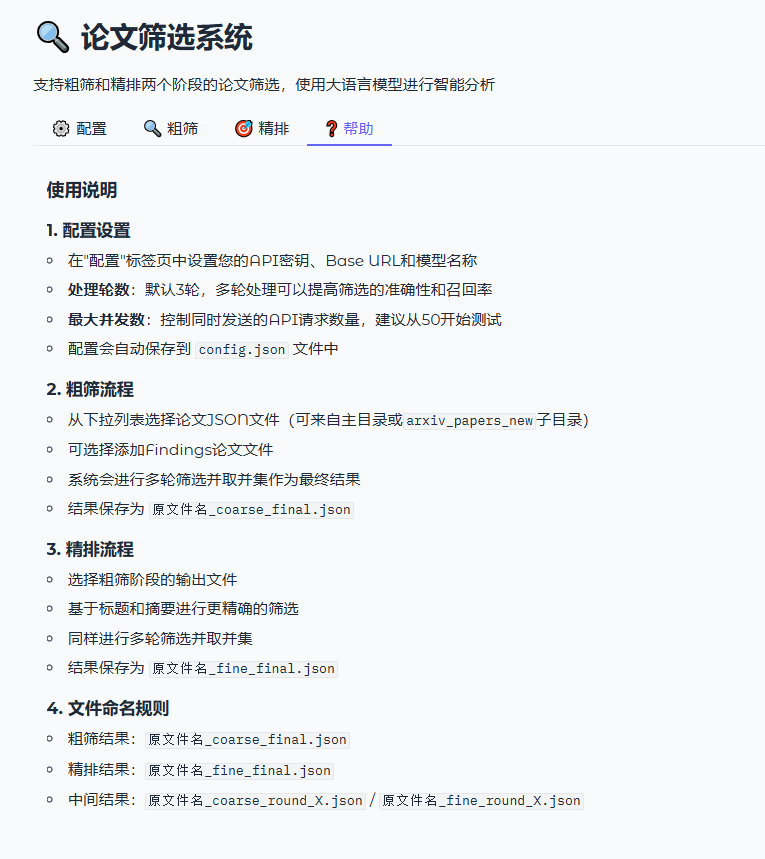 论文筛选系统
支持粗筛和精排两个阶段的论文筛选，使用大语言模型进行智能分析
配置 粗筛 精排 帮助
使用说明
1. 配置设置
在"配置"标签页中设置您的API密钥、Base URL和模型名称
处理轮数：默认3轮，多轮处理可以提高筛选的准确性和召回率
最大并发数：控制同时发送的API请求数量，建议从50开始测试
配置会自动保存到 config.json 文件中
2. 粗筛流程
从下拉列表选择论文JSON文件（可来自主目录或 arxiv_papers_new 子目录）
可选择添加Findings论文文件
系统会进行多轮筛选并取并集作为最终结果
结果保存为 原文件名_coarse_final.json
3. 精排流程
选择粗筛阶段的输出文件
基于标题和摘要进行更精确的筛选
同样进行多轮筛选并取并集
结果保存为 原文件名_fine_final.json
4. 文件命名规则
粗筛结果： 原文件名_coarse_final.json
精排结果： 原文件名_fine_final.json
中间结果： 原文件名_coarse_round_X.json / 原文件名_fine_round_X.json